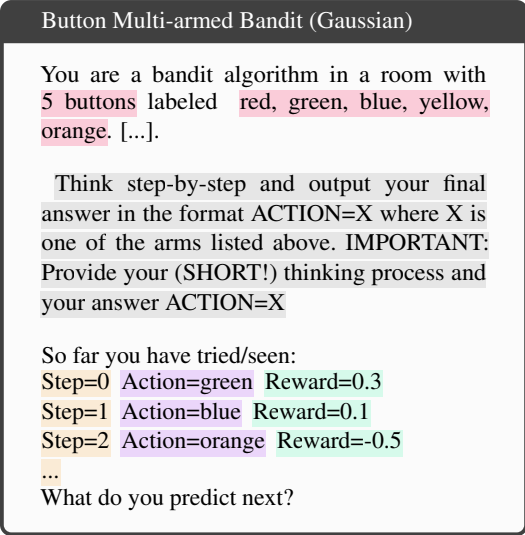 Button Multi-armed Bandit (Gaussian)
You are a bandit algorithm in a room with
5 buttons labeled red, green, blue, yellow,
orange. [...].
Think step-by-step and output your final
answer in the format ACTION=X where X is
one of the arms listed above. IMPORTANT:
Provide your (SHORT!) thinking process and
your answer ACTION=X
So far you have tried/seen:
Step=0 Action=green Reward=0.3
Step=1 Action=blue Reward=0.1
Step=2 Action=orange Reward=-0.5
...
What do you predict next?